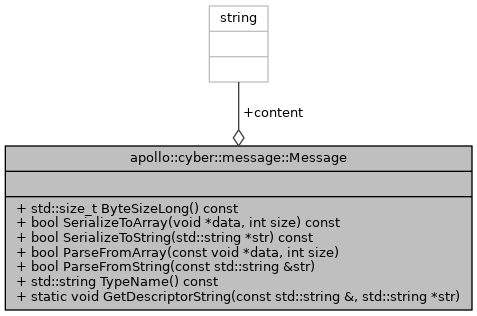 string
+content
apollo::cyber::message::Message
+ std::size_t ByteSizeLong() const
+ bool SerializeToArray(void *data, int size) const
+ bool SerializeToString(std::string *str) const
+ bool ParseFromArray(const void *data, int size)
+ bool ParseFromString(const std::string &str)
+ std::string TypeName() const
+ static void GetDescriptorString(const std::string &, std::string *str)